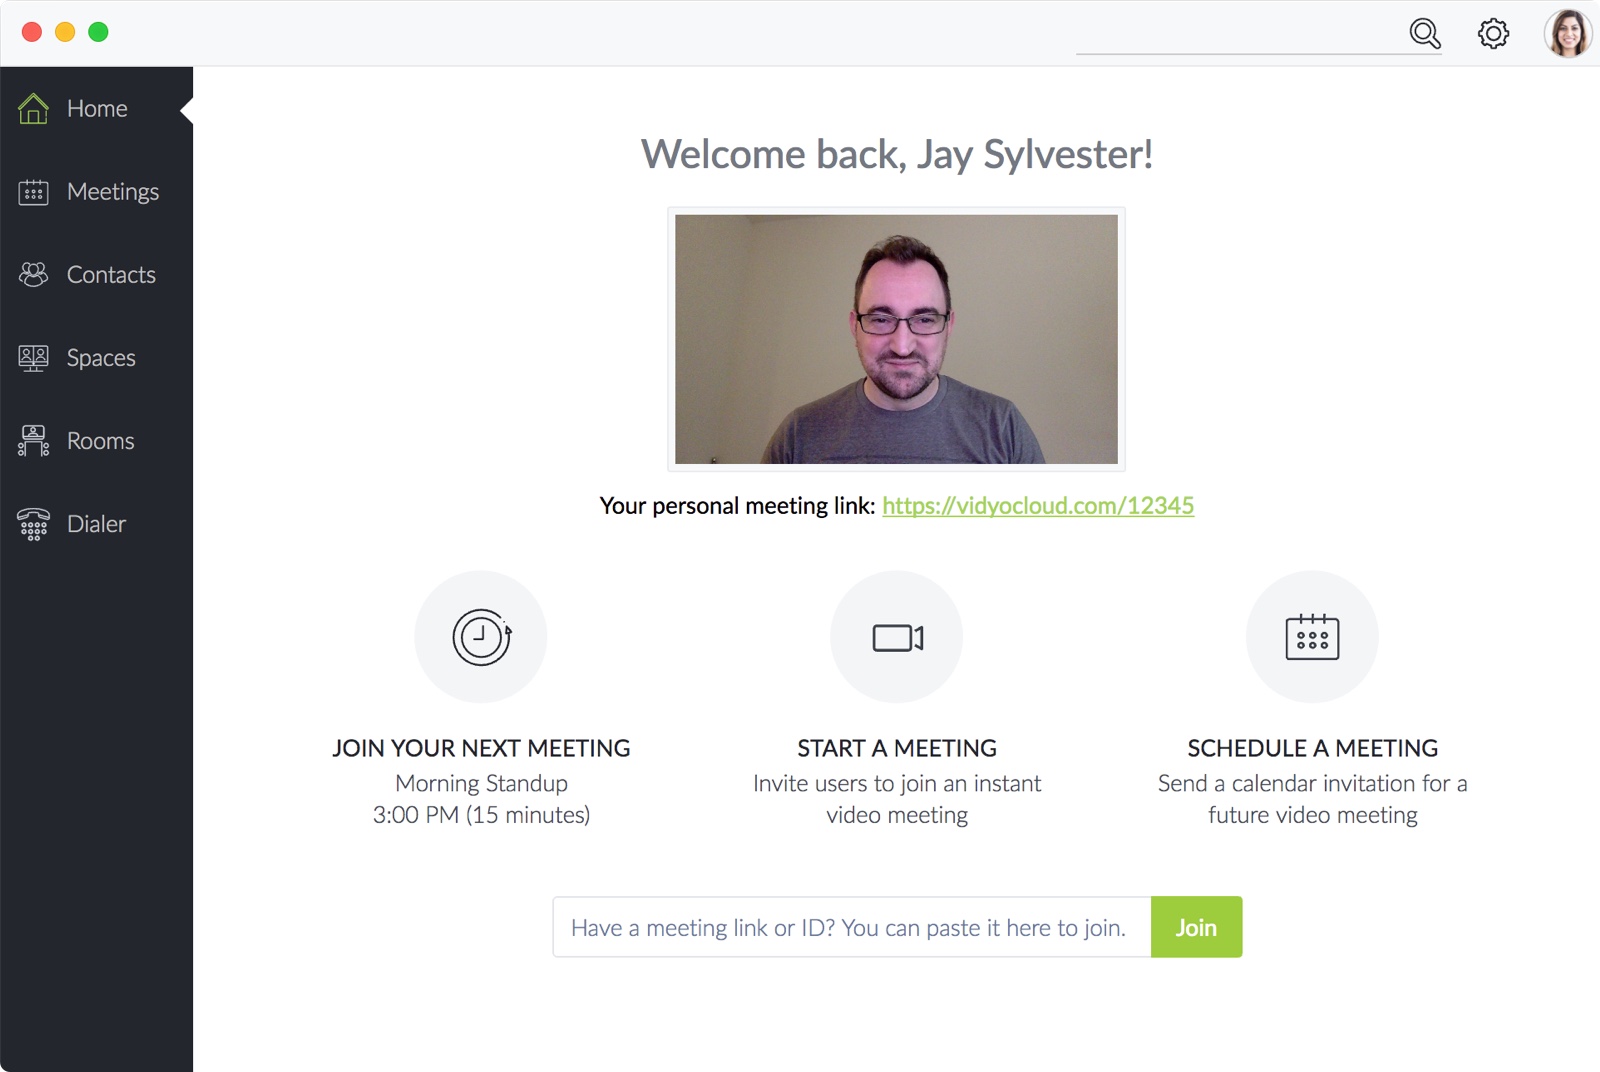 Home
Meetings
Contacts
Spaces
Rooms
Dialer
Welcome back, Jay Sylvester!
Your personal meeting link: https://vidyocloud.com/12345
JOIN YOUR NEXT MEETING
Morning Standup
3:00 PM (15 minutes)
START A MEETING
Invite users to join an instant
video meeting
SCHEDULE A MEETING
Send a calendar invitation for a
future video meeting
Have a meeting link or ID? You can paste it here to join.
Join